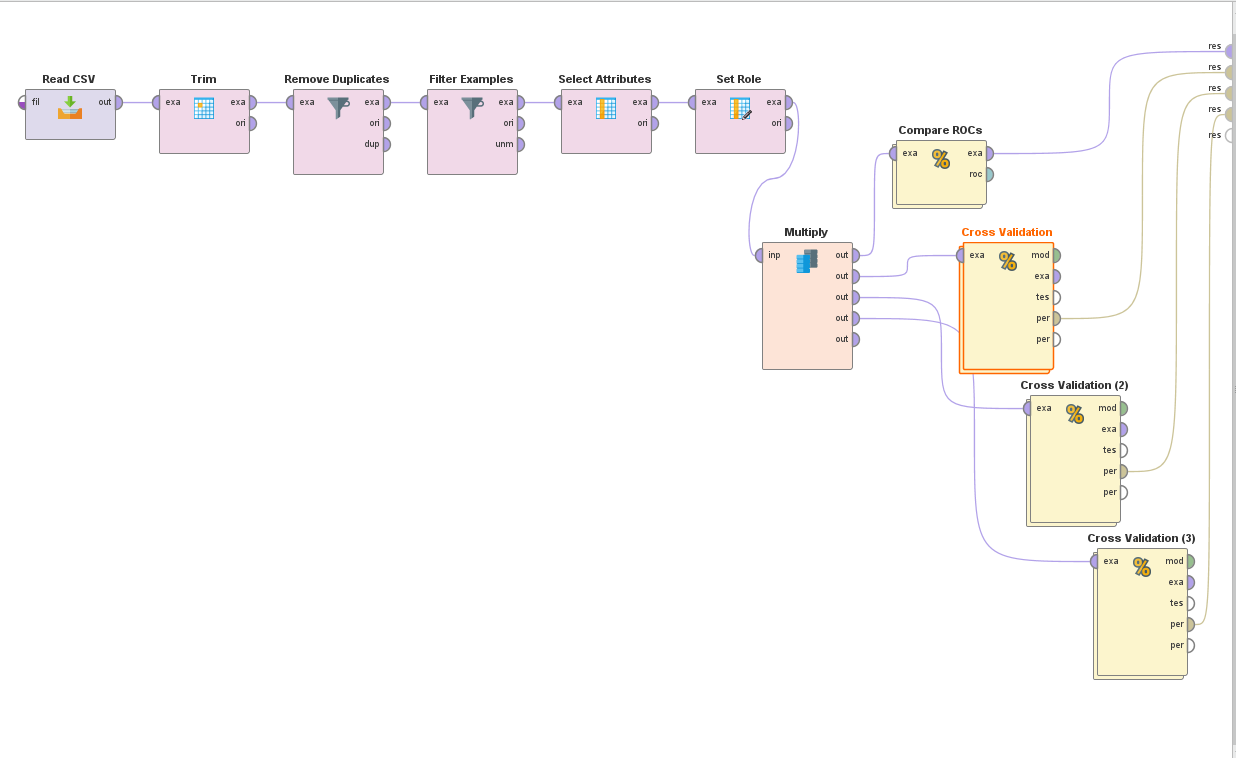 res
res
res
res
res
Read CSV
fil out
Trim
exa exa
ori
Remove Duplicates
exa exa
ori
dup
Filter Examples
exa exa
ori
unm
Select Attributes
exa exa
ori
Set Role
exa exa
ori
Compare ROCs
exa exa
roc
Multiply
inp out
out
out
out
out
Cross Validation
exa mod
exa
tes
per
per
Cross Validation (2)
exa mod
exa
tes
per
per
Cross Validation (3)
exa mod
exa
tes
per
per